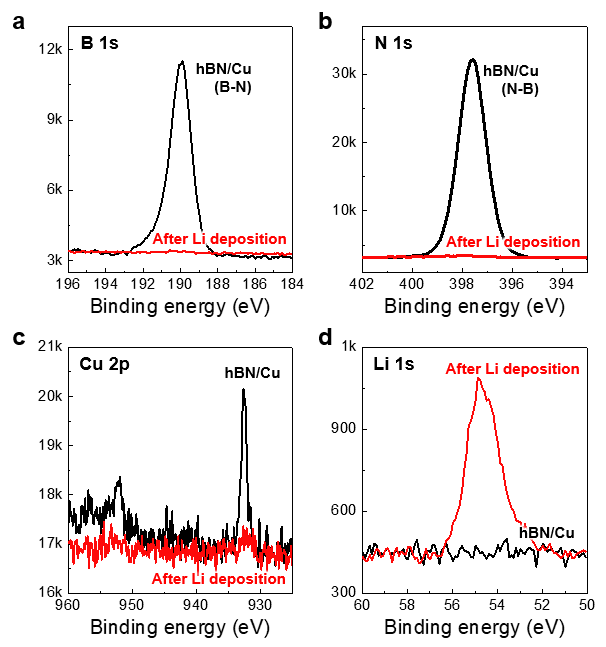 a
B 1s
hBN/Cu
(B-N)
After Li deposition
12k
9k
6k
3k
196 194 192 190 188 186 184
Binding energy (eV)
b
N 1s
hBN/Cu
(N-B)
After Li deposition
30k
20k
10k
402 400 398 396 394
Binding energy (eV)
c
Cu 2p
hBN/Cu
After Li deposition
21k
20k
19k
18k
17k
16k
960 950 940 930
Binding energy (eV)
d
Li 1s
After Li deposition
hBN/Cu
1k
900
600
300
60 58 56 54 52 50
Binding energy (eV)